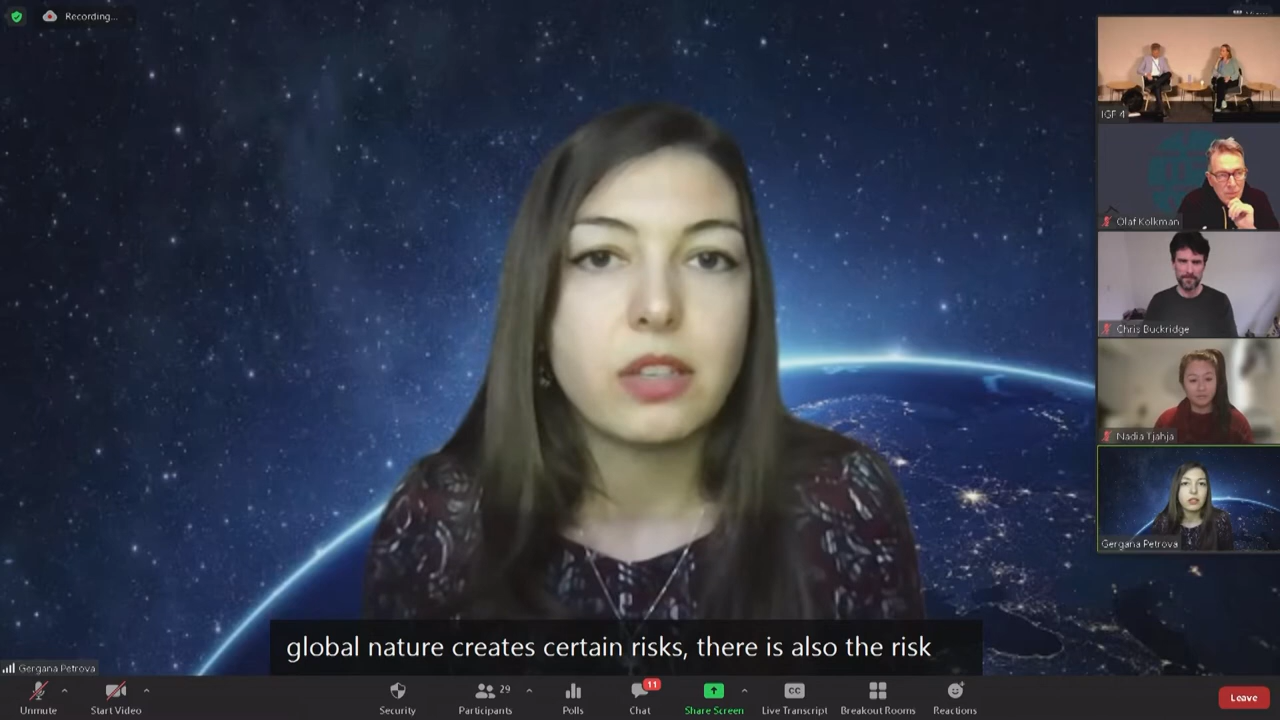 Recording...
View
IGF 4
Olaf Kolkman
Chris Buckridge
Nadia Tjahja
Gergana Petrova
global nature creates certain risks, there is also the risk
Gergana Petrova
Unmute
Start Video
Security
Participants
29
Polls
Chat
11
Share Screen
CC
Live Transcript
Breakout Rooms
Reactions
Leave